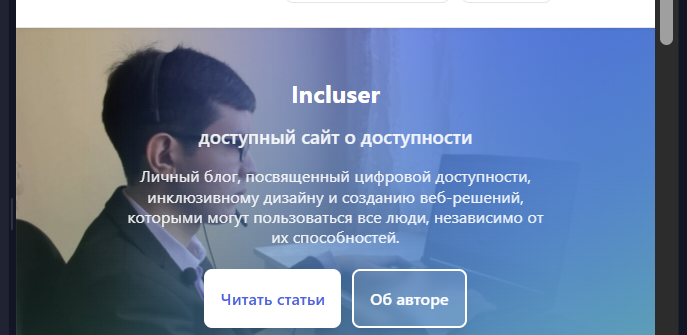 Incluser
доступный сайт о доступности
Личный блог, посвященный цифровой доступности,
инклюзивному дизайну и созданию веб-решений,
которыми могут пользоваться все люди, независимо от
их способностей.
Читать статьи
Об авторе